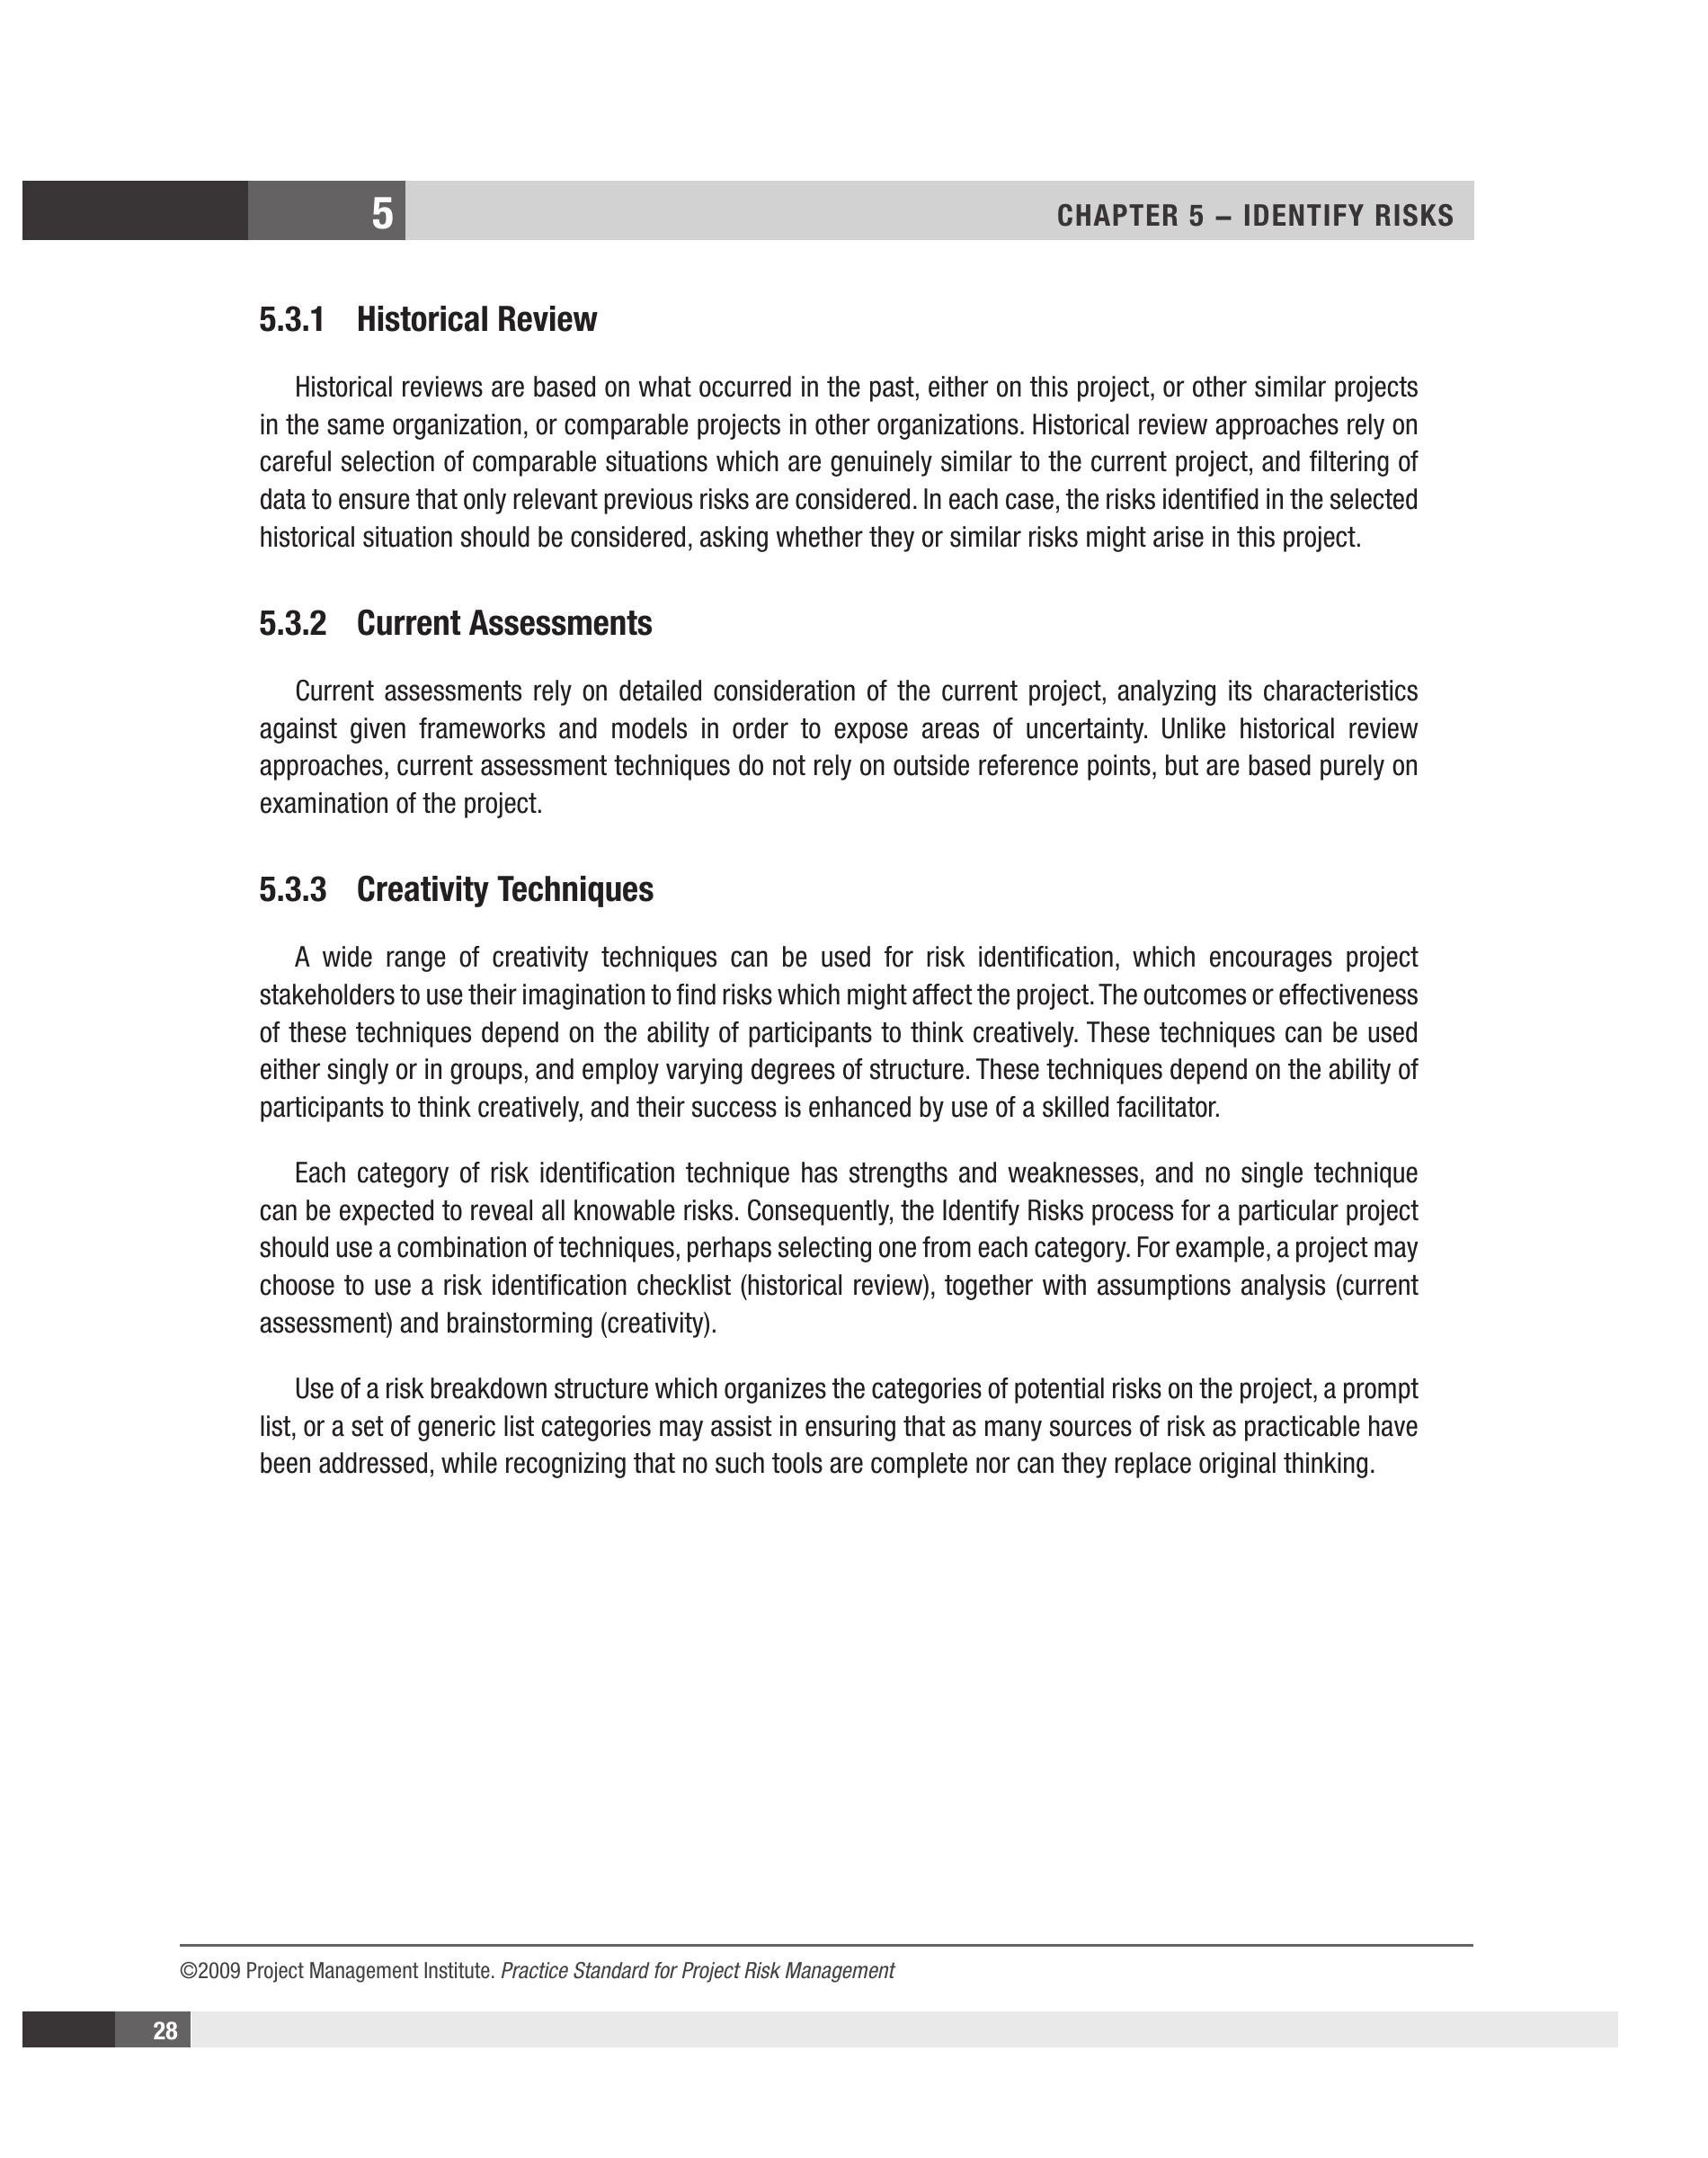 5
CHAPTER 5 – IDENTIFY RISKS
5.3.1 Historical Review
Historical reviews are based on what occurred in the past, either on this project, or other similar projects
in the same organization, or comparable projects in other organizations. Historical review approaches rely on
careful selection of comparable situations which are genuinely similar to the current project, and filtering of
data to ensure that only relevant previous risks are considered. In each case, the risks identified in the selected
historical situation should be considered, asking whether they or similar risks might arise in this project.
5.3.2 Current Assessments
Current assessments rely on detailed consideration of the current project, analyzing its characteristics
against given frameworks and models in order to expose areas of uncertainty. Unlike historical review
approaches, current assessment techniques do not rely on outside reference points, but are based purely on
examination of the project.
5.3.3 Creativity Techniques
A wide range of creativity techniques can be used for risk identification, which encourages project
stakeholders to use their imagination to find risks which might affect the project. The outcomes or effectiveness
of these techniques depend on the ability of participants to think creatively. These techniques can be used
either singly or in groups, and employ varying degrees of structure. These techniques depend on the ability of
participants to think creatively, and their success is enhanced by use of a skilled facilitator.
Each category of risk identification technique has strengths and weaknesses, and no single technique
can be expected to reveal all knowable risks. Consequently, the Identify Risks process for a particular project
should use a combination of techniques, perhaps selecting one from each category. For example, a project may
choose to use a risk identification checklist (historical review), together with assumptions analysis (current
assessment) and brainstorming (creativity).
Use of a risk breakdown structure which organizes the categories of potential risks on the project, a prompt
list, or a set of generic list categories may assist in ensuring that as many sources of risk as practicable have
been addressed, while recognizing that no such tools are complete nor can they replace original thinking.
©2009 Project Management Institute. Practice Standard for Project Risk Management
28